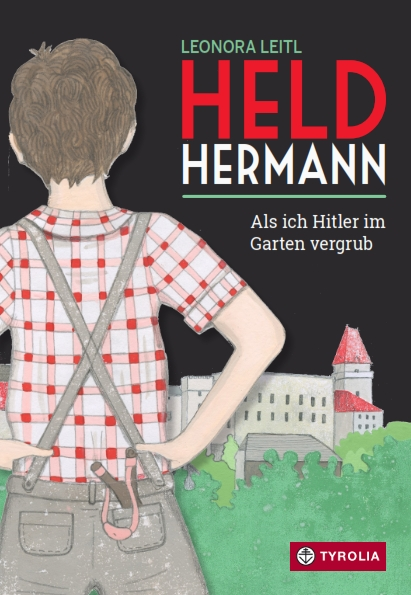 LEONORA LEITL
HELD
HERMANN
Als ich Hitler im
Garten vergrub
TYROLIA